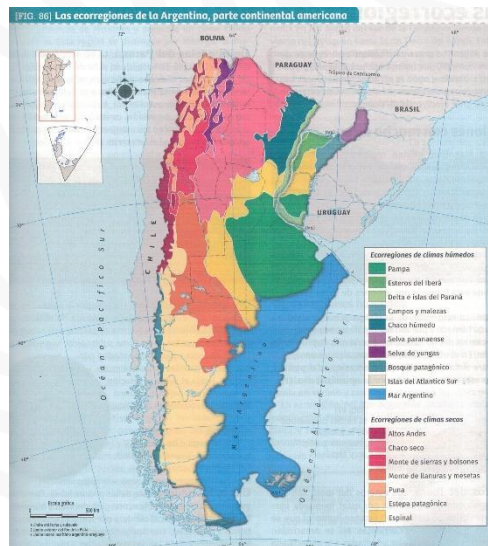 [FIG. 86] Las ecorregiones de la Argentina, parte continental americana
BOLIVIA
PARAGUAY
Trópico de Capricornio
BRASIL
CHILE
URUGUAY
Océano Pacífico Sur
Mar Argentino
Océano Atlántico Sur
Ecorregiones de climas húmedos
Pampa
Esteros del Iberá
Delta e islas del Paraná
Campos y malezas
Chaco húmedo
Selva paranaense
Selva de yungas
Bosque patagónico
Islas del Atlántico Sur
Mar Argentino
Ecorregiones de climas secos
Altos Andes
Chaco seco
Monte de sierras y bolsones
Monte de llanuras y mesetas
Puna
Estepa patagónica
Espinal
Escala gráfica